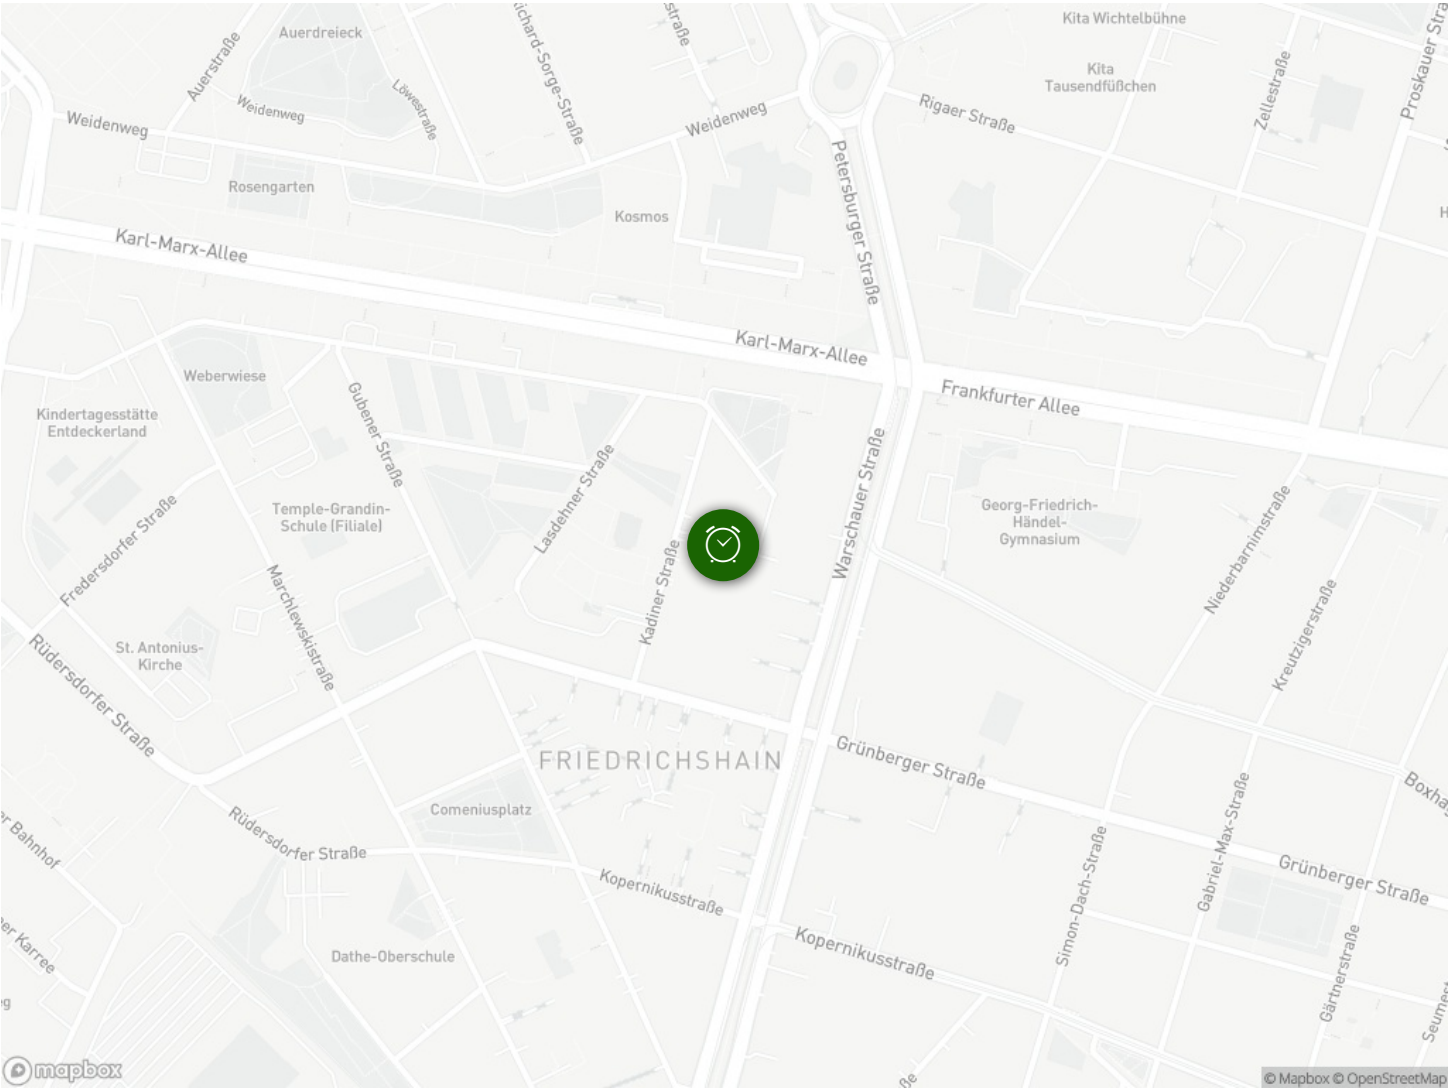 Kita Wichtelbühne
Auerdreieck
Kita
Tausendfüßchen
Auerstraße
Löwestraße
Weidenweg
Weidenweg
Weidenweg
Rigaer Straße
Zellestraße
Petersburger Straße
Rosengarten
Kosmos
Karl-Marx-Allee
Karl-Marx-Allee
Frankfurter Allee
Weberwiese
Gubener Straße
Kindertagesstätte
Entdeckerland
Lasdehner Straße
Warschauer Straße
Temple-Grandin-
Schule (Filiale)
Georg-Friedrich-
Händel-
Gymnasium
Fredersdorfer Straße
Niederbarnimstraße
Kadiner Straße
Marchlewskistraße
Kreutzigerstraße
St. Antonius-
Kirche
Rüdersdorfer Straße
FRIEDRICHSHAIN
Grünberger Straße
Comeniusplatz
Rüdersdorfer Straße
Gabriel-Max-Straße
Simon-Dach-Straße
Grünberger Straße
Kopernikusstraße
Kopernikusstraße
Dathe-Oberschule
Gärtnerstraße
mapbox
© Mapbox © OpenStreetMap